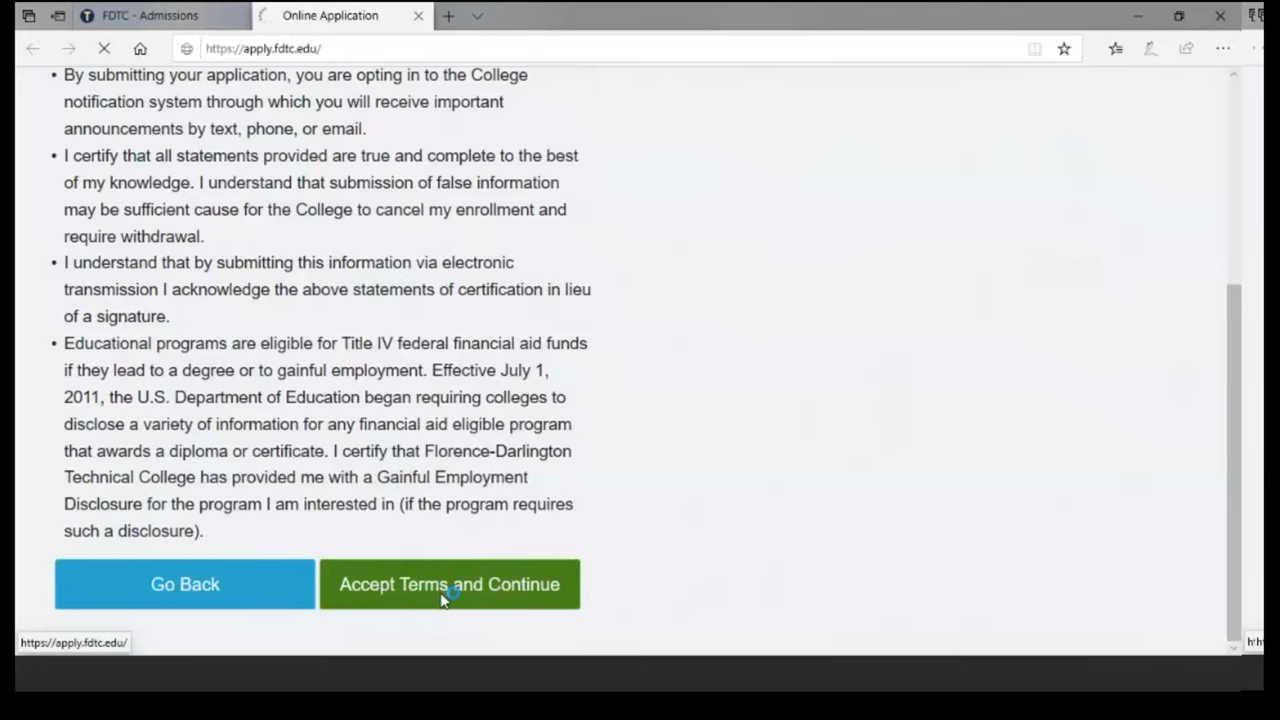 FDTC - Admissions
Online Application
https://apply.fdtc.edu/
• By submitting your application, you are opting in to the College
notification system through which you will receive important
announcements by text, phone, or email.
• I certify that all statements provided are true and complete to the best
of my knowledge. I understand that submission of false information
may be sufficient cause for the College to cancel my enrollment and
require withdrawal.
• I understand that by submitting this information via electronic
transmission I acknowledge the above statements of certification in lieu
of a signature.
• Educational programs are eligible for Title IV federal financial aid funds
if they lead to a degree or to gainful employment. Effective July 1,
2011, the U.S. Department of Education began requiring colleges to
disclose a variety of information for any financial aid eligible program
that awards a diploma or certificate. I certify that Florence-Darlington
Technical College has provided me with a Gainful Employment
Disclosure for the program I am interested in (if the program requires
such a disclosure).
Go Back
Accept Terms and Continue
https://apply.fdtc.edu/